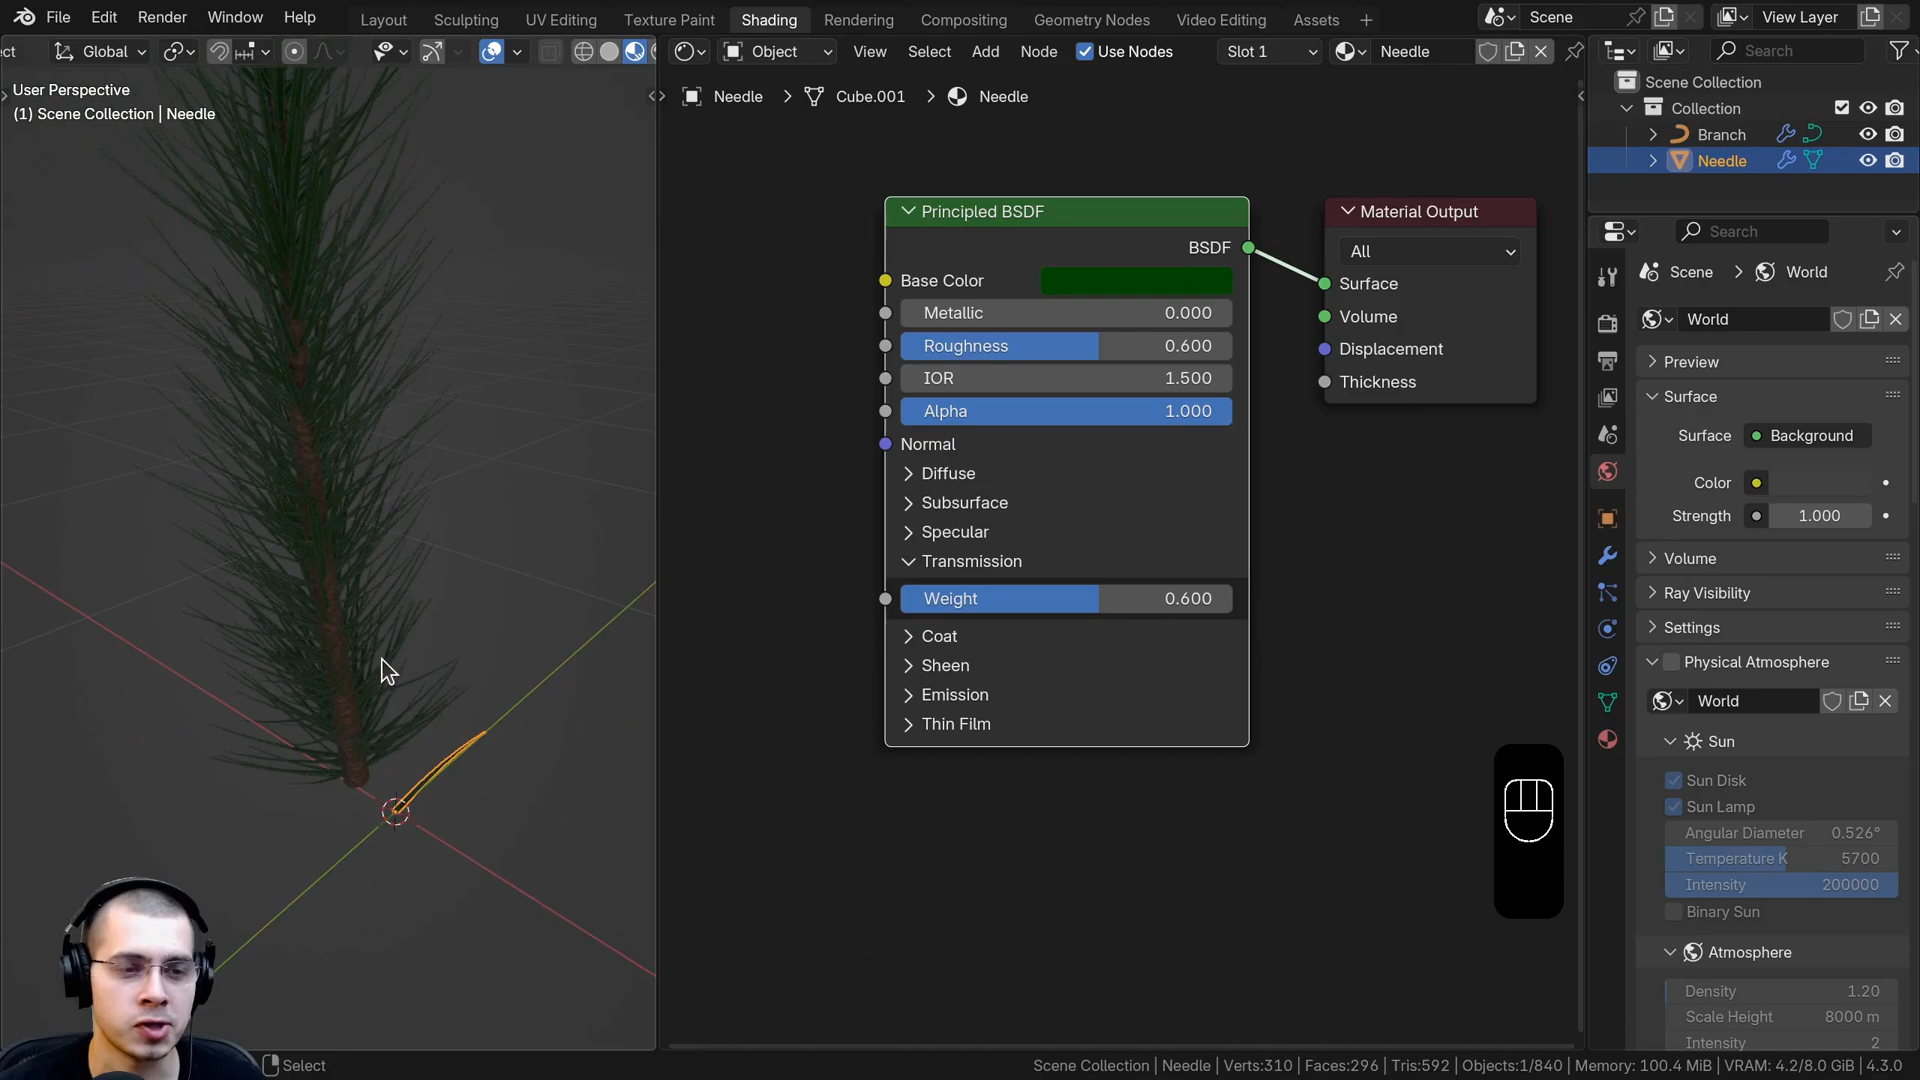 File Edit Render Window Help Layout Sculpting UV Editing Texture Paint Shading Rendering Compositing Geometry Nodes Video Editing Assets + Scene View Layer
ct Global Object View Select Add Node Use Nodes Slot 1 Needle Search
User Perspective
(1) Scene Collection | Needle
Needle > Cube.001 > Needle
Scene Collection
Collection
Branch
Needle
Search
Principled BSDF
BSDF
Base Color
Metallic 0.000
Roughness 0.600
IOR 1.500
Alpha 1.000
Normal
Diffuse
Subsurface
Specular
Transmission
Weight 0.600
Coat
Sheen
Emission
Thin Film
Material Output
All
Surface
Volume
Displacement
Thickness
Scene > World
World
Preview
Surface
Surface Background
Color
Strength 1.000
Volume
Ray Visibility
Settings
Physical Atmosphere
World
Sun
Sun Disk
Sun Lamp
Angular Diameter 0.526°
Temperature K 5700
Intensity 200000
Binary Sun
Atmosphere
Density 1.20
Scale Height 8000 m
Intensity 2
Select
Scene Collection | Needle | Verts:310 | Faces:296 | Tris:592 | Objects:1/840 | Memory: 100.4 MiB | VRAM: 4.2/8.0 GiB | 4.3.0